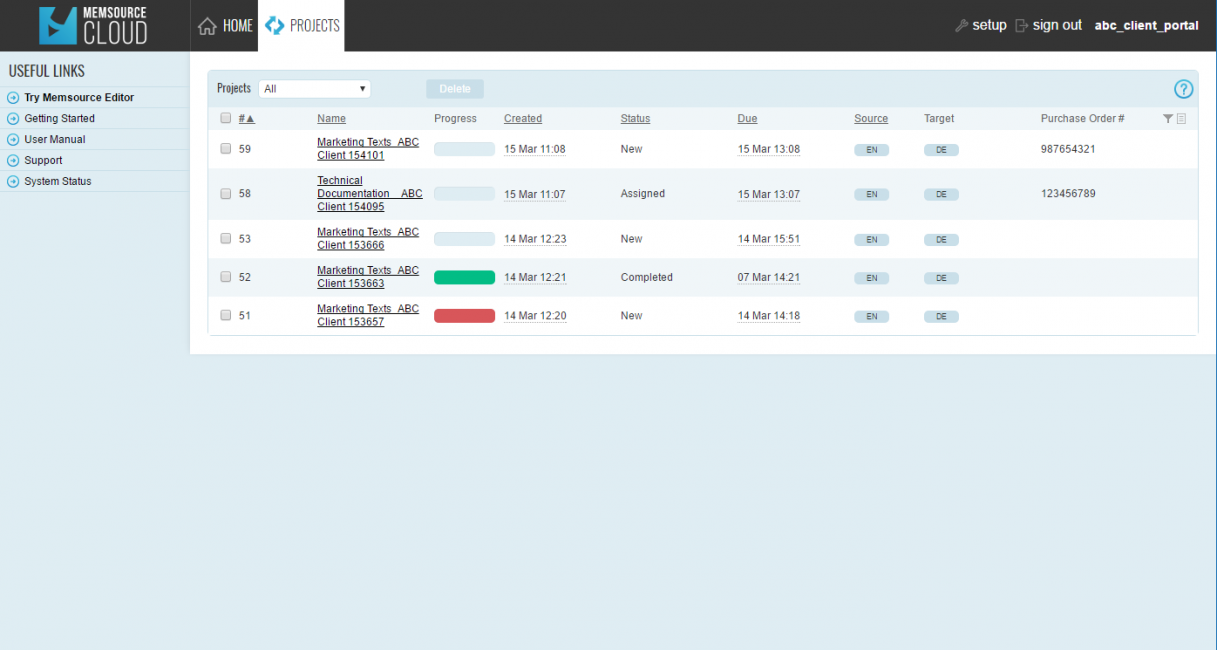 MEMSOURCE
CLOUD
HOME
PROJECTS
setup
sign out
abc_client_portal
USEFUL LINKS
Try Memsource Editor
Getting Started
User Manual
Support
System Status
Projects All Delete ?
#▲ Name Progress Created Status Due Source Target Purchase Order #
59 Marketing Texts_ABC 15 Mar 11:08 New 15 Mar 13:08 EN DE 987654321
Client 154101
Technical
58 Documentation _ABC 15 Mar 11:07 Assigned 15 Mar 13:07 EN DE 123456789
Client 154095
53 Marketing Texts_ABC 14 Mar 12:23 New 14 Mar 15:51 EN DE
Client 153666
52 Marketing Texts_ABC 14 Mar 12:21 Completed 07 Mar 14:21 EN DE
Client 153663
51 Marketing Texts_ABC 14 Mar 12:20 New 14 Mar 14:18 EN DE
Client 153657